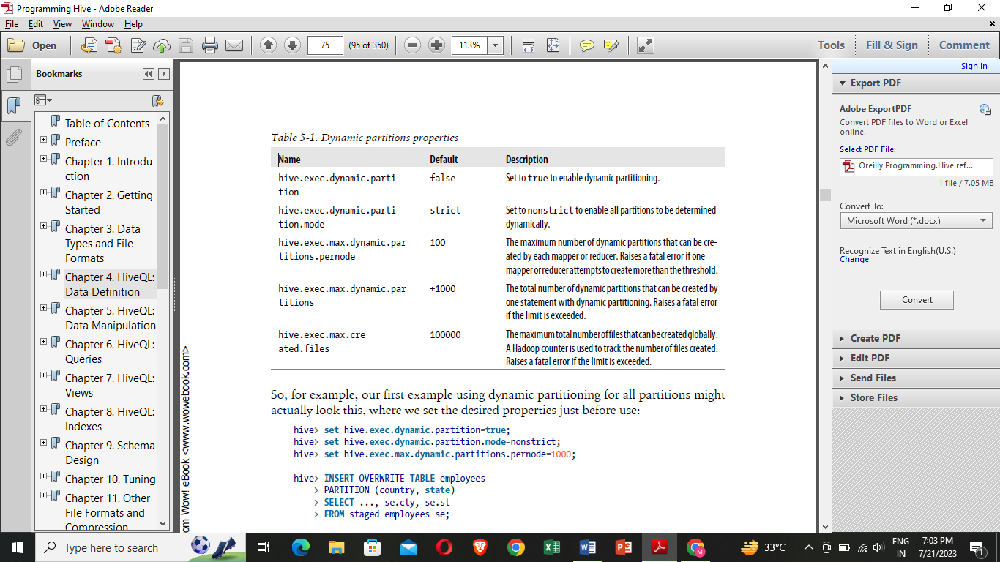 Programming Hive - Adobe Reader
File Edit View Window Help
Open 75 (95 of 350) 113% Tools Fill & Sign Comment
Bookmarks
Table of Contents
Preface
Chapter 1. Introdu
ction
Chapter 2. Getting
Started
Chapter 3. Data
Types and File
Formats
Chapter 4. HiveQL:
Data Definition
Chapter 5. HiveQL:
Data Manipulation
Chapter 6. HiveQL:
Queries
Chapter 7. HiveQL:
Views
Chapter 8. HiveQL:
Indexes
Chapter 9. Schema
Design
Chapter 10. Tuning
Chapter 11. Other
File Formats and
Compression
om Wow! eBook <www.wowebook.com>
Table 5-1. Dynamic partitions properties
Name Default Description
hive.exec.dynamic.parti false Set to true to enable dynamic partitioning.
tion
hive.exec.dynamic.parti strict Set to nonstrict to enable all partitions to be determined
tion.mode dynamically.
hive.exec.max.dynamic.par 100 The maximum number of dynamic partitions that can be cre-
titions.pernode ated by each mapper or reducer. Raises a fatal error if one
mapper or reducer attempts to create more than the threshold.
hive.exec.max.dynamic.par +1000 The total number of dynamic partitions that can be created by
titions one statement with dynamic partitioning. Raises a fatal error
if the limit is exceeded.
hive.exec.max.cre 100000 The maximum total number of files that can be created globally.
ated.files A Hadoop counter is used to track the number of files created.
Raises a fatal error if the limit is exceeded.
So, for example, our first example using dynamic partitioning for all partitions might
actually look this, where we set the desired properties just before use:
hive> set hive.exec.dynamic.partition=true;
hive> set hive.exec.dynamic.partition.mode=nonstrict;
hive> set hive.exec.max.dynamic.partitions.pernode=1000;
hive> INSERT OVERWRITE TABLE employees
> PARTITION (country, state)
> SELECT ..., se.cty, se.st
> FROM staged_employees se;
Sign In
Export PDF
Adobe ExportPDF
Convert PDF files to Word or Excel
online.
Select PDF File:
Oreilly.Programming.Hive ref...
1 file / 7.05 MB
Convert To:
Microsoft Word (*.docx)
Recognize Text in English(U.S.)
Change
Convert
Create PDF
Edit PDF
Send Files
Store Files
Type here to search
33°C
ENG
IN
7:03 PM
7/21/2023
1